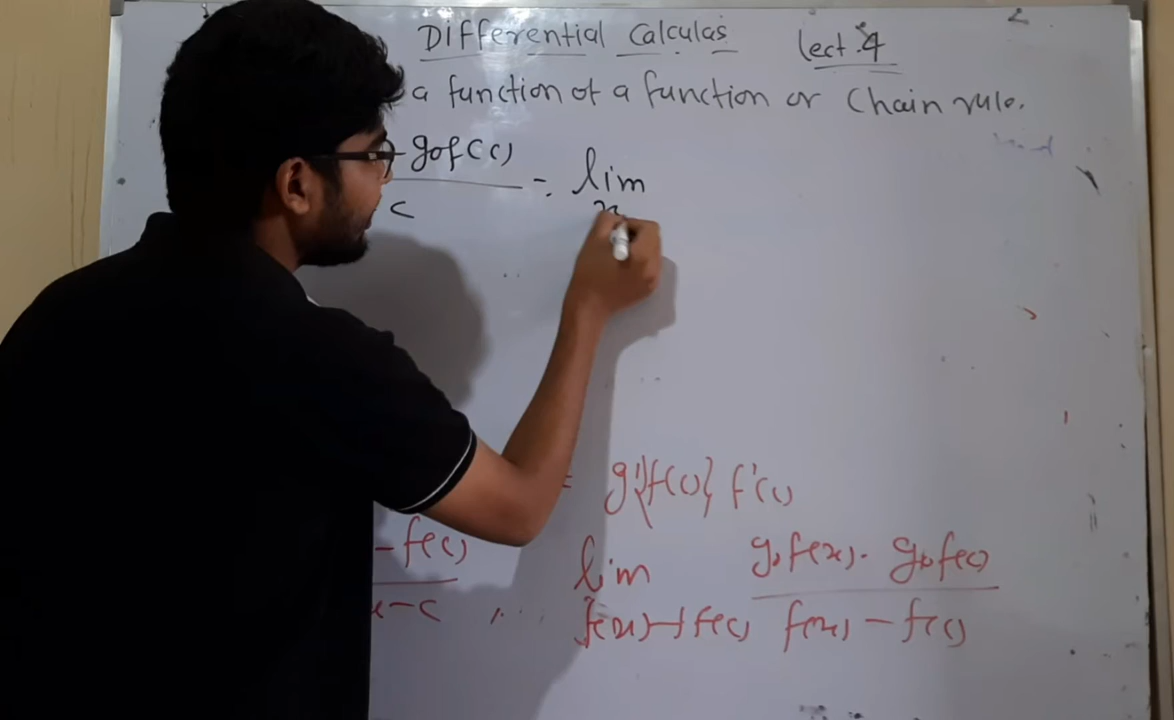 Differential Calculas Lect.4
a function of a function or Chain rule.
- gof(c)
c
= lim
x
= g'{f(c)} f'(c)
- f(c)
x-c
lim gof(x) - gof(c)
f(x)→f(c) f(x) - f(c)